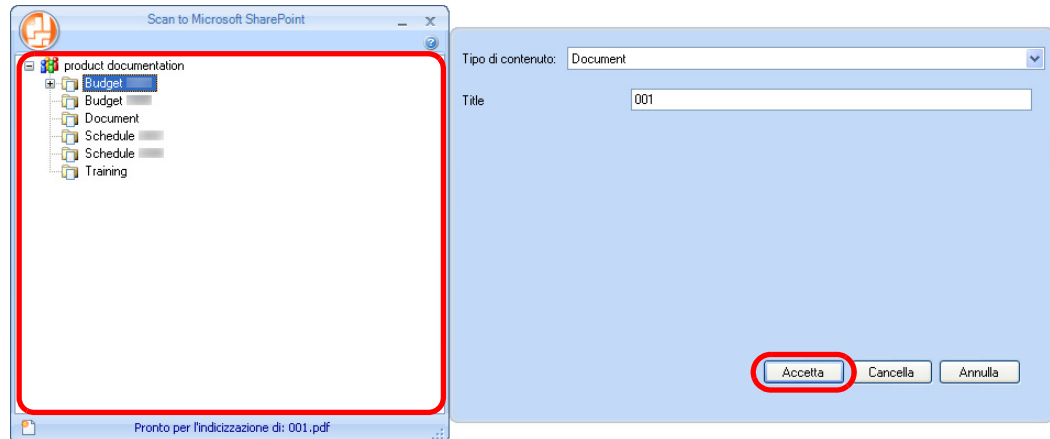 Scan to Microsoft SharePoint
product documentation
Budget
Budget
Document
Schedule
Schedule
Training
Pronto per l'indicizzazione di: 001.pdf
Tipo di contenuto: Document
Title 001
Accetta Cancella Annulla